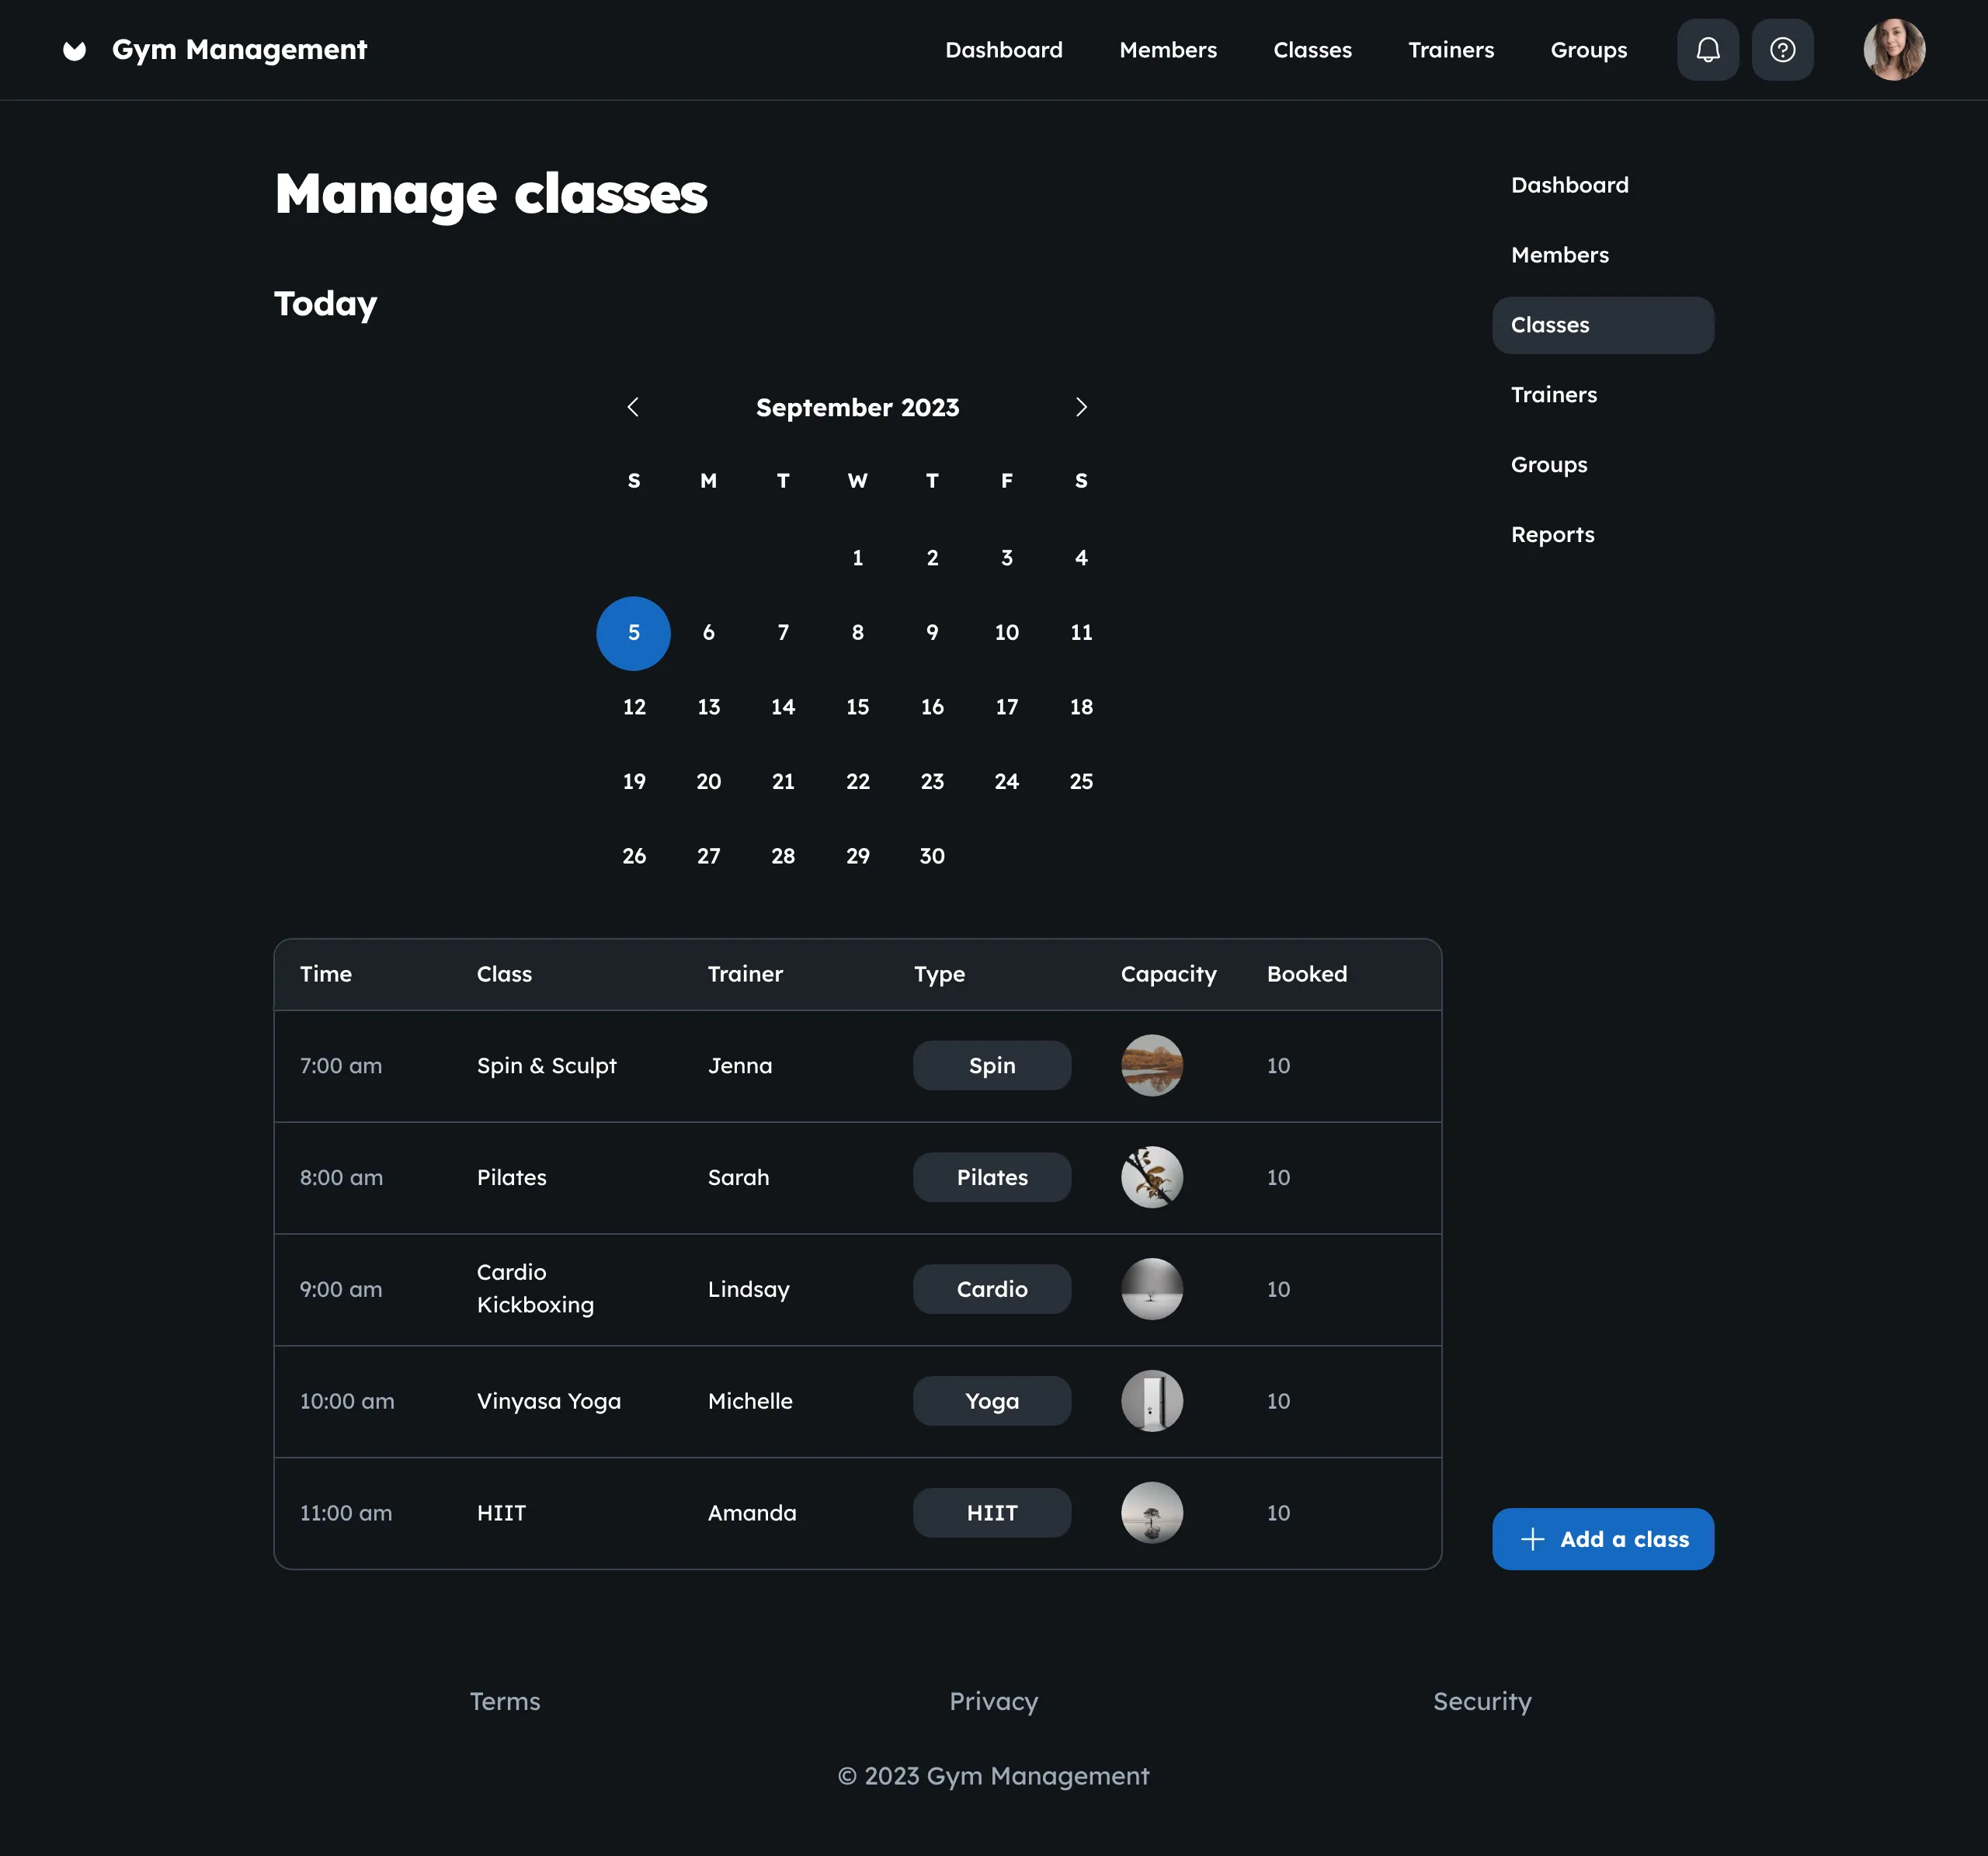 Gym Management
Dashboard Members Classes Trainers Groups
Manage classes
Today
September 2023
S M T W T F S
1 2 3 4
5 6 7 8 9 10 11
12 13 14 15 16 17 18
19 20 21 22 23 24 25
26 27 28 29 30
Dashboard
Members
Classes
Trainers
Groups
Reports
Time Class Trainer Type Capacity Booked
7:00 am Spin & Sculpt Jenna Spin 10
8:00 am Pilates Sarah Pilates 10
9:00 am Cardio Kickboxing Lindsay Cardio 10
10:00 am Vinyasa Yoga Michelle Yoga 10
11:00 am HIIT Amanda HIIT 10
Add a class
Terms Privacy Security
© 2023 Gym Management